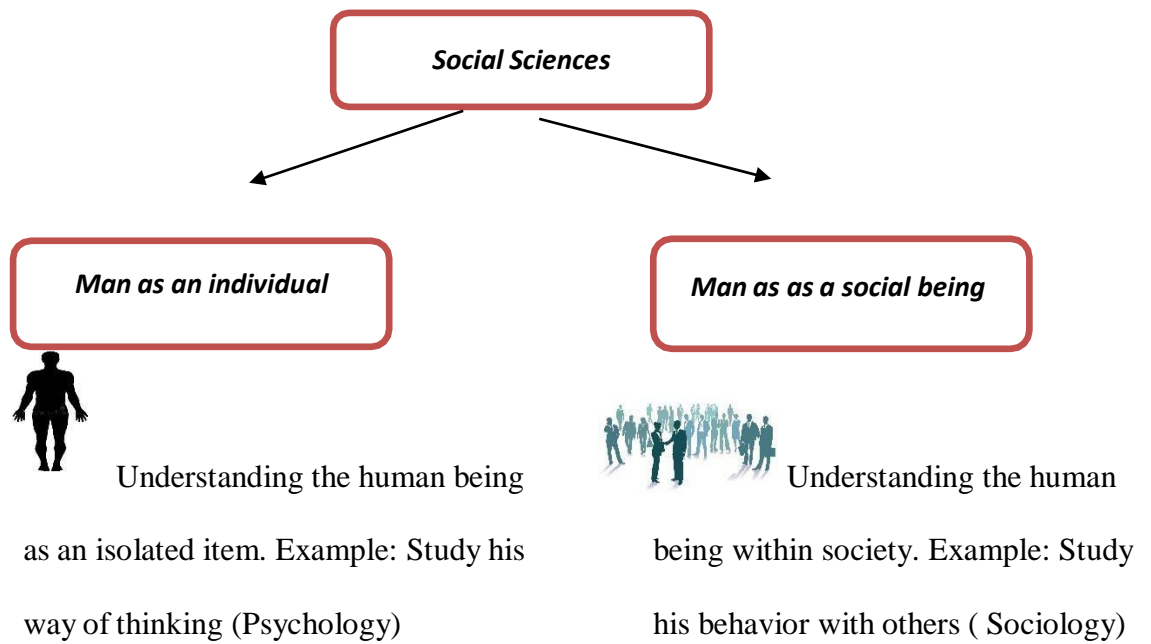 Social Sciences
Man as an individual
Man as as a social being
Understanding the human being
as an isolated item. Example: Study his
way of thinking (Psychology)
Understanding the human
being within society. Example: Study
his behavior with others ( Sociology)